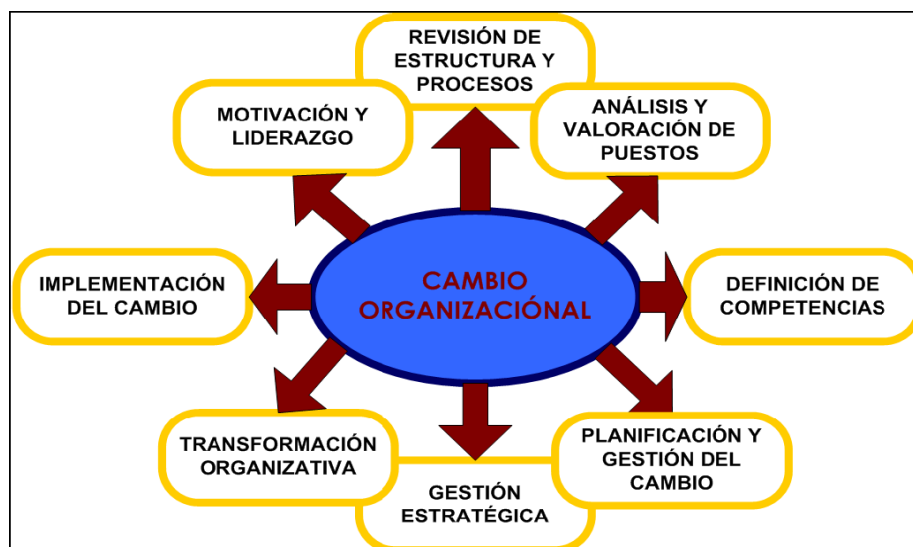 REVISIÓN DE
ESTRUCTURA Y
PROCESOS
MOTIVACIÓN Y
LIDERAZGO
ANÁLISIS Y
VALORACIÓN DE
PUESTOS
IMPLEMENTACIÓN
DEL CAMBIO
CAMBIO
ORGANIZACIÓNAL
DEFINICIÓN DE
COMPETENCIAS
TRANSFORMACIÓN
ORGANIZATIVA
PLANIFICACIÓN Y
GESTIÓN DEL
CAMBIO
GESTIÓN
ESTRATÉGICA